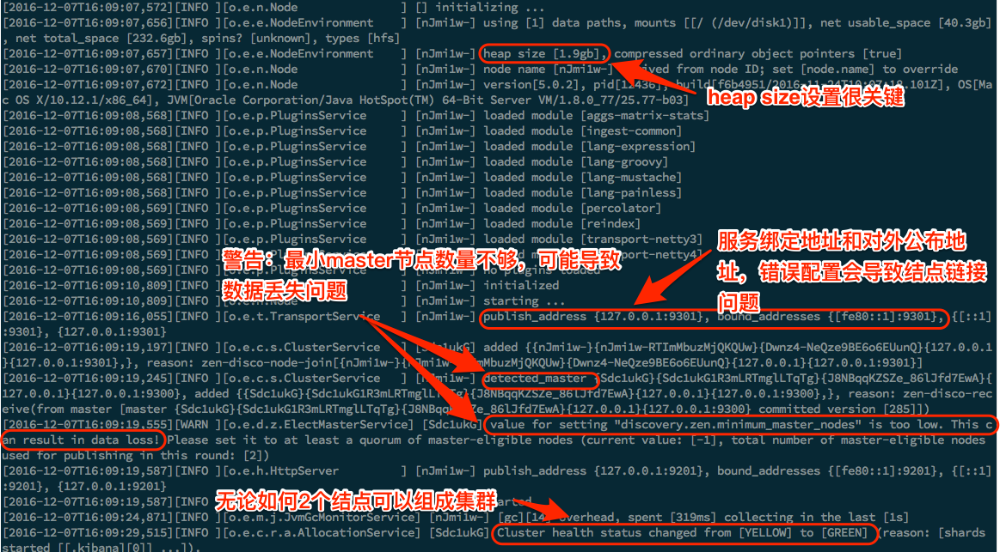 [2016-12-07T16:09:07,572][INFO ][o.e.n.Node               ] [] initializing ...
[2016-12-07T16:09:07,656][INFO ][o.e.e.NodeEnvironment    ] [nJmi1w-] using [1] data paths, mounts [[/ (/dev/disk1)]], net usable_space [40.3gb]
, net total_space [232.6gb], spins? [unknown], types [hfs]
[2016-12-07T16:09:07,657][INFO ][o.e.e.NodeEnvironment    ] [nJmi1w-] heap size [1.9gb], compressed ordinary object pointers [true]
[2016-12-07T16:09:07,670][INFO ][o.e.n.Node               ] [nJmi1w-] node name [nJmi1w-] from node ID; set [node.name] to override
[2016-12-07T16:09:07,672][INFO ][o.e.n.Node               ] [nJmi1w-] version[5.0.2], OS[Ma
heap size设置很关键
c OS X/10.12.1/x86_64], JVM[Oracle Corporation/Java HotSpot(TM) 64-Bit Server VM/1.8.0_77/25.77-b03]
[2016-12-07T16:09:08,568][INFO ][o.e.p.PluginsService     ] [nJmi1w-] loaded module [aggs-matrix-stats]
[2016-12-07T16:09:08,568][INFO ][o.e.p.PluginsService     ] [nJmi1w-] loaded module [ingest-common]
[2016-12-07T16:09:08,568][INFO ][o.e.p.PluginsService     ] [nJmi1w-] loaded module [lang-expression]
[2016-12-07T16:09:08,568][INFO ][o.e.p.PluginsService     ] [nJmi1w-] loaded module [lang-groovy]
[2016-12-07T16:09:08,568][INFO ][o.e.p.PluginsService     ] [nJmi1w-] loaded module [lang-mustache]
[2016-12-07T16:09:08,568][INFO ][o.e.p.PluginsService     ] [nJmi1w-] loaded module [lang-painless]
[2016-12-07T16:09:08,569][INFO ][o.e.p.PluginsService     ] [nJmi1w-] loaded module [percolator]
[2016-12-07T16:09:08,569][INFO ][o.e.p.PluginsService     ] [nJmi1w-] loaded module [reindex]
[2016-12-07T16:09:08,569][INFO ][o.e.p.PluginsService     ] [nJmi1w-] loaded module [transport-netty3]
[2016-12-07T16:09:08,569][INFO ] loaded module [transport-netty4]
[2016-12-07T16:09:08,569][INFO ] no plugins loaded
警告：最小master节点数量不够，可能导致
数据丢失问题
服务绑定地址和对外公布地
址，错误配置会导致结点链接
问题
[2016-12-07T16:09:10,809][INFO ] initialized
[2016-12-07T16:09:10,809][INFO ][o.e.n.Node               ] [nJmi1w-] starting ...
[2016-12-07T16:09:16,055][INFO ][o.e.t.TransportService   ] [nJmi1w-] publish_address {127.0.0.1:9301}, bound_addresses {[fe80::1]:9301}, {[::1]
:9301}, {127.0.0.1:9301}
[2016-12-07T16:09:19,197][INFO ][o.e.c.s.ClusterService   ] [Sdc1ukG] added {{nJmi1w-}{nJmi1w-RTImMbuzMjQKQUw}{Dwnz4-NeQze9BE6o6EUunQ}{127.0.0.1
}{127.0.0.1:9301},}, reason: zen-disco-node-join[{nJmi1w-}{nJmi1w-RTImMbuzMjQKQUw}{Dwnz4-NeQze9BE6o6EUunQ}{127.0.0.1}{127.0.0.1:9301}]
[2016-12-07T16:09:19,245][INFO ][o.e.c.s.ClusterService   ] [nJmi1w-] detected_master {Sdc1ukG}{Sdc1ukG1R3mLRTmglLTqTg}{J8NBqqKZSZe_86lJfd7EwA}{
127.0.0.1}{127.0.0.1:9300}, added {{Sdc1ukG}{Sdc1ukG1R3mLRTmglLTqTg}{J8NBqqKZSZe_86lJfd7EwA}{127.0.0.1}{127.0.0.1:9300},}, reason: zen-disco-rec
eive(from master [master {Sdc1ukG}{Sdc1ukG1R3mLRTmglLTqTg}{J8NBqqKZSZe_86lJfd7EwA}{127.0.0.1}{127.0.0.1:9300} committed version [285]])
[2016-12-07T16:09:19,555][WARN ][o.e.d.z.ElectMasterService] [Sdc1ukG] value for setting "discovery.zen.minimum_master_nodes" is too low. This c
an result in data loss! Please set it to at least a quorum of master-eligible nodes (current value: [-1], total number of master-eligible nodes
used for publishing in this round: [2])
[2016-12-07T16:09:19,587][INFO ][o.e.h.HttpServer         ] [nJmi1w-] publish_address {127.0.0.1:9201}, bound_addresses {[fe80::1]:9201}, {[::1]
:9201}, {127.0.0.1:9201}
[2016-12-07T16:09:19,587][INFO
无论如何2个结点可以组成集群
[2016-12-07T16:09:24,871][INFO ][o.e.m.j.JvmGcMonitorService] [nJmi1w-] [gc][14] overhead, spent [319ms] collecting in the last [1s]
[2016-12-07T16:09:29,515][INFO ][o.e.c.r.a.AllocationService] [Sdc1ukG] Cluster health status changed from [YELLOW] to [GREEN] (reason: [shards
started [[.kibana][0]] ...]).